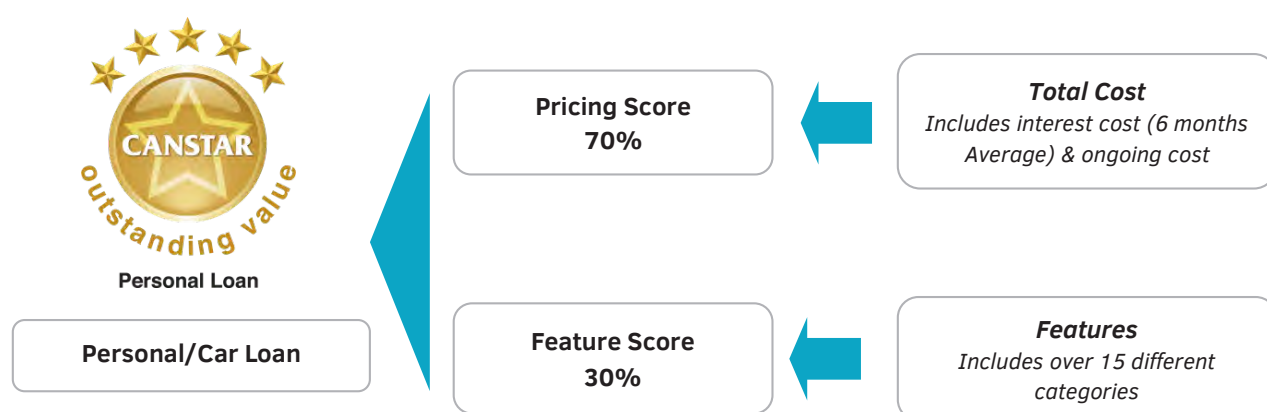 CANSTAR
outstanding value
Personal Loan
Personal/Car Loan
Pricing Score
70%
Total Cost
Includes interest cost (6 months
Average) & ongoing cost
Feature Score
30%
Features
Includes over 15 different
categories